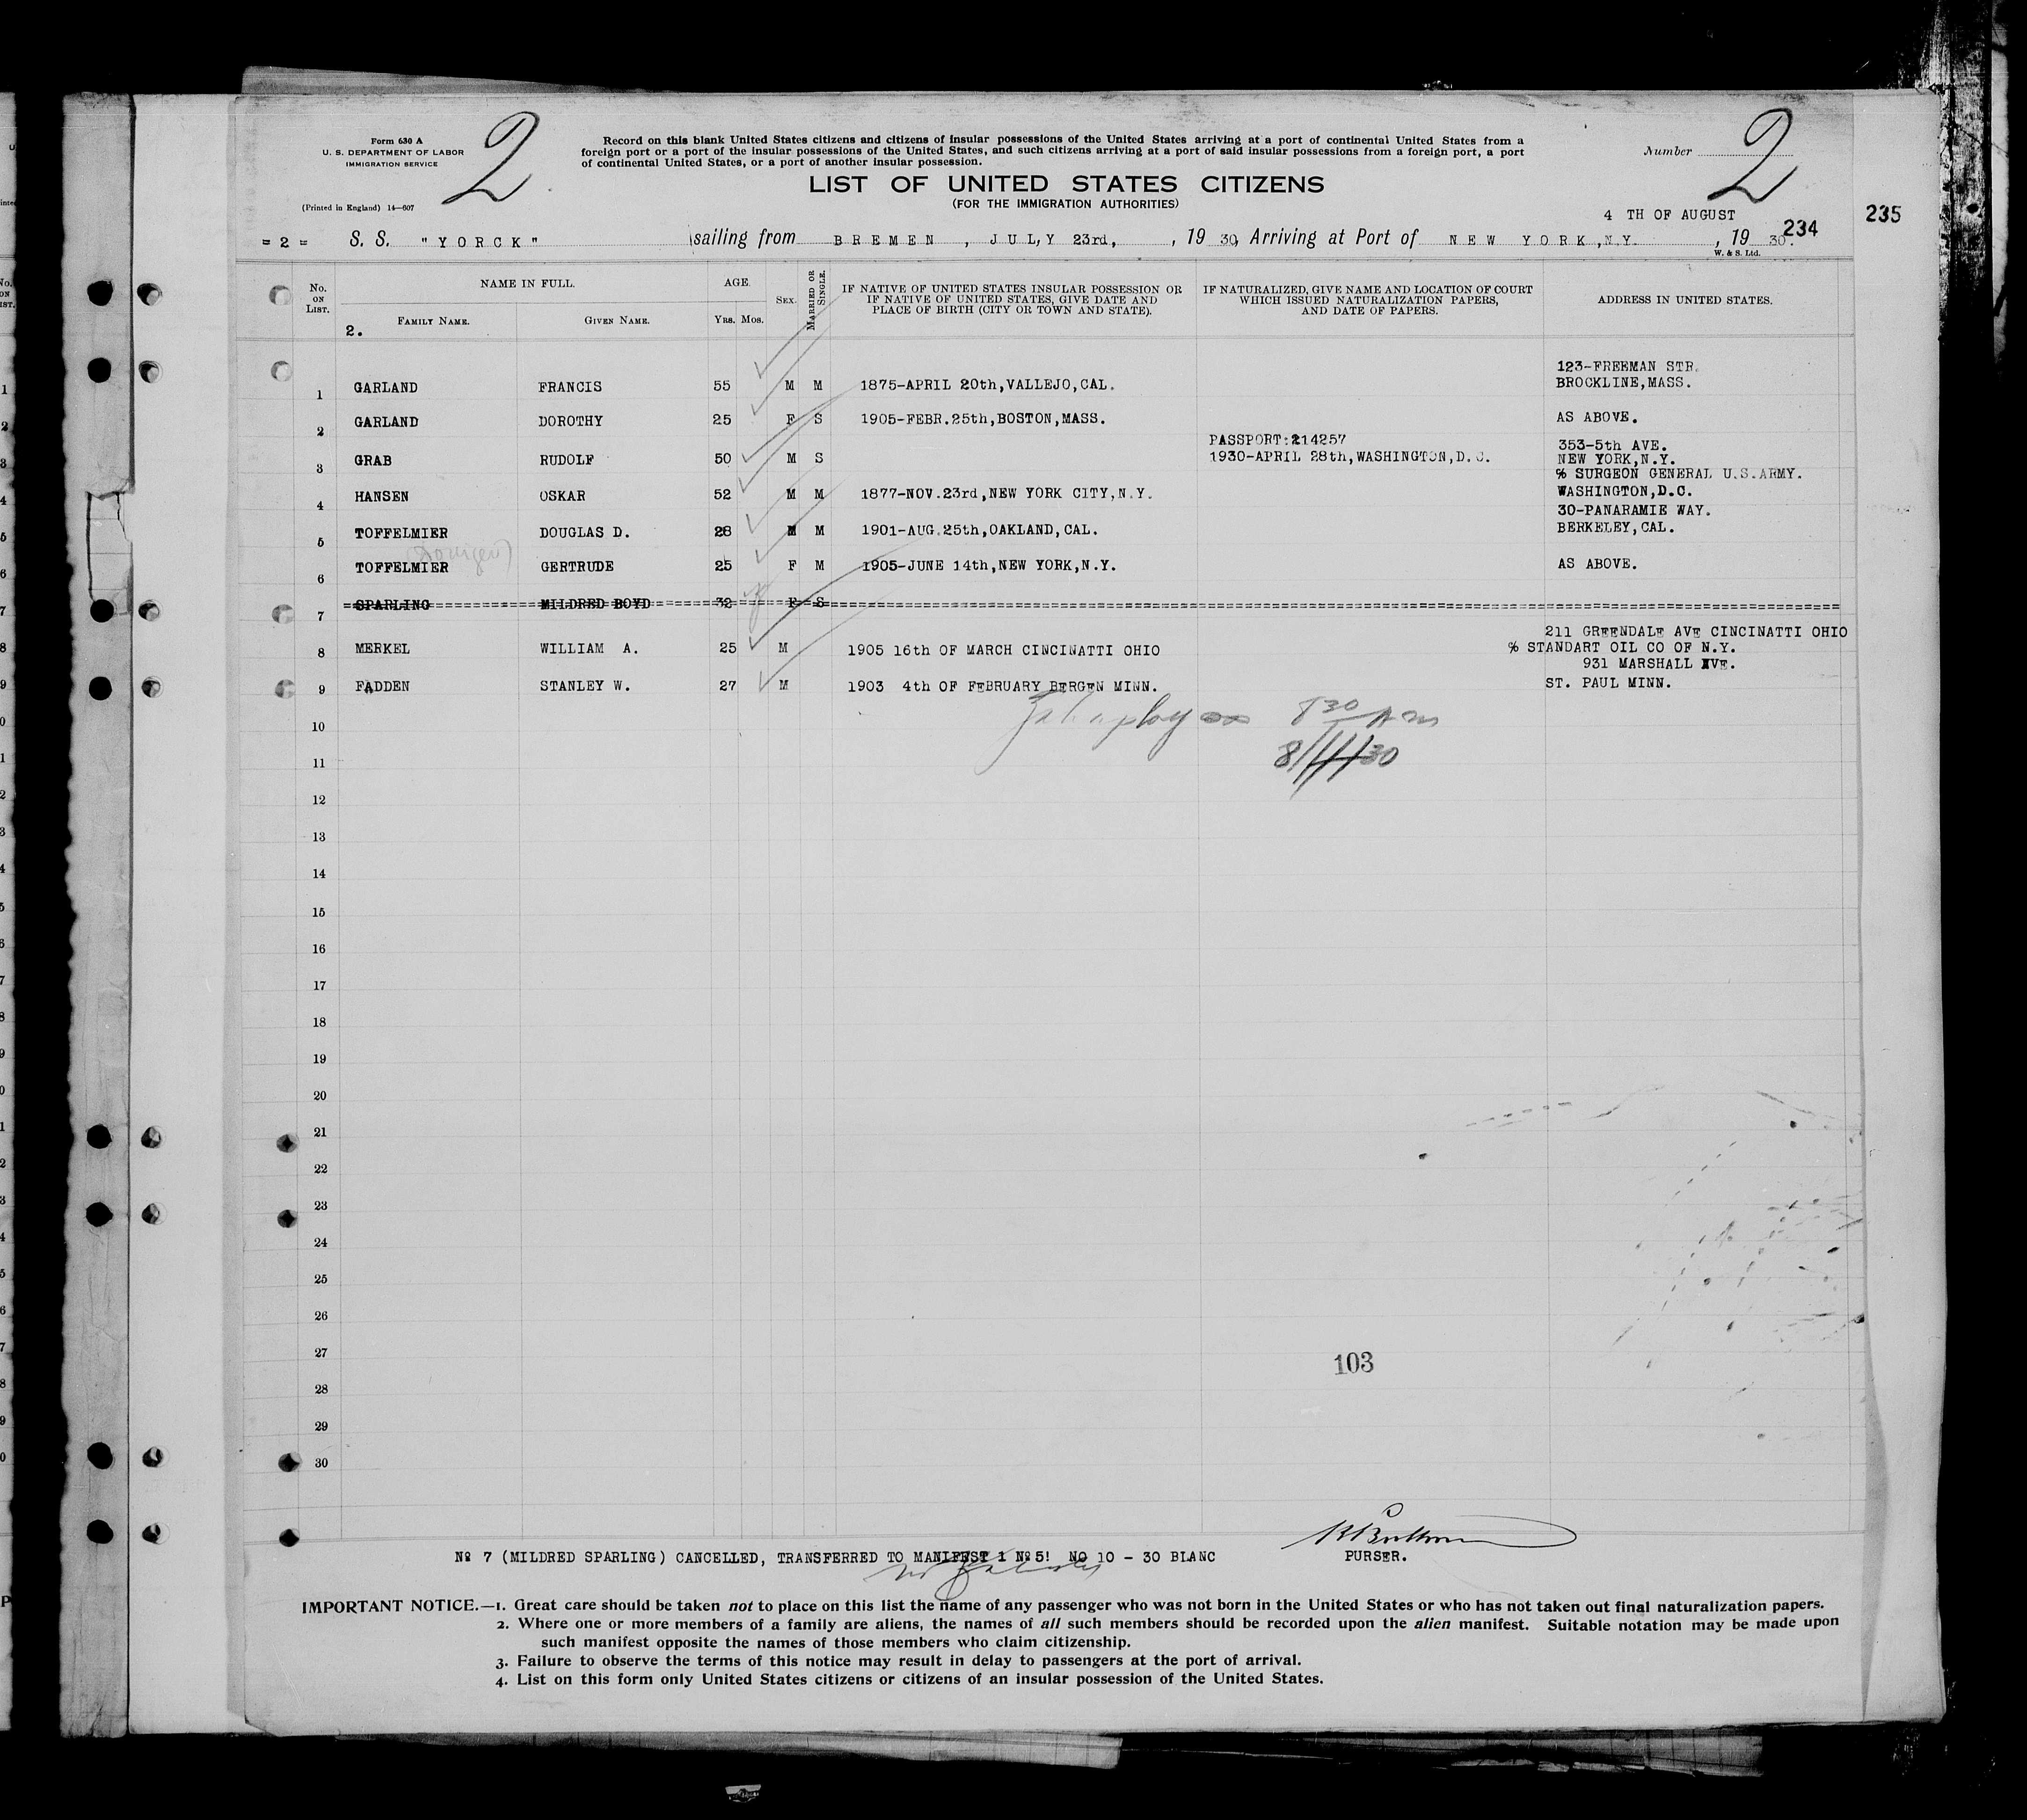 Form 630 A
U. S. DEPARTMENT OF LABOR
IMMIGRATION SERVICE
(Printed in England) 14—607
2
Record on this blank United States citizens and citizens of insular possessions of the United States arriving at a port of continental United States from a
foreign port or a port of the insular possessions of the United States, and such citizens arriving at a port of said insular possessions from a foreign port, a port
of continental United States, or a port of another insular possession.
Number 2
LIST OF UNITED STATES CITIZENS
(FOR THE IMMIGRATION AUTHORITIES)
4 TH OF AUGUST
234
235
= 2 = S. S. "YORCK" sailing from BREMEN, JULY 23rd, , 19 30, Arriving at Port of NEW YORK, N.Y. , 19 30.
W. & S. Ltd.
No. ON LIST. NAME IN FULL. AGE. SEX. MARRIED OR SINGLE. IF NATIVE OF UNITED STATES INSULAR POSSESSION OR IF NATIVE OF UNITED STATES, GIVE DATE AND PLACE OF BIRTH (CITY OR TOWN AND STATE). IF NATURALIZED, GIVE NAME AND LOCATION OF COURT WHICH ISSUED NATURALIZATION PAPERS, AND DATE OF PAPERS. ADDRESS IN UNITED STATES.
2. FAMILY NAME. GIVEN NAME. YRS. MOS.
123-FREEMAN STR.
1 GARLAND FRANCIS 55 M M 1875-APRIL 20th, VALLEJO, CAL. BROCKLINE, MASS.
2 GARLAND DOROTHY 25 F S 1905-FEBR. 25th, BOSTON, MASS. AS ABOVE.
PASSPORT: 214257 353-5th AVE.
3 GRAB RUDOLF 50 M S 1930-APRIL 28th, WASHINGTON, D.C. NEW YORK, N.Y.
% SURGEON GENERAL U.S. ARMY.
4 HANSEN OSKAR 52 M M 1877-NOV. 23rd, NEW YORK CITY, N.Y. WASHINGTON, D.C.
30-PANARAMIE WAY.
5 TOFFELMIER DOUGLAS D. 28 M M 1901-AUG. 25th, OAKLAND, CAL. BERKELEY, CAL.
6 TOFFELMIER GERTRUDE 25 F M 1905-JUNE 14th, NEW YORK, N.Y. AS ABOVE.
7 SPARLING MILDRED BOYD 32 F S
211 GREENDALE AVE CINCINATTI OHIO
8 MERKEL WILLIAM A. 25 M 1905 16th OF MARCH CINCINATTI OHIO % STANDART OIL CO OF N.Y.
931 MARSHALL AVE.
9 FADDEN STANLEY W. 27 M 1903 4th OF FEBRUARY BERGEN MINN. ST. PAUL MINN.
8 30 AM
10
8/4/30
11
12
13
14
15
16
17
18
19
20
21
22
23
24
25
26
27
103
28
29
30
№ 7 (MILDRED SPARLING) CANCELLED, TRANSFERRED TO MANIFEST 1 № 5! NO 10 - 30 BLANC
PURSER.
IMPORTANT NOTICE.—1. Great care should be taken not to place on this list the name of any passenger who was not born in the United States or who has not taken out final naturalization papers.
2. Where one or more members of a family are aliens, the names of all such members should be recorded upon the alien manifest. Suitable notation may be made upon
such manifest opposite the names of those members who claim citizenship.
3. Failure to observe the terms of this notice may result in delay to passengers at the port of arrival.
4. List on this form only United States citizens or citizens of an insular possession of the United States.